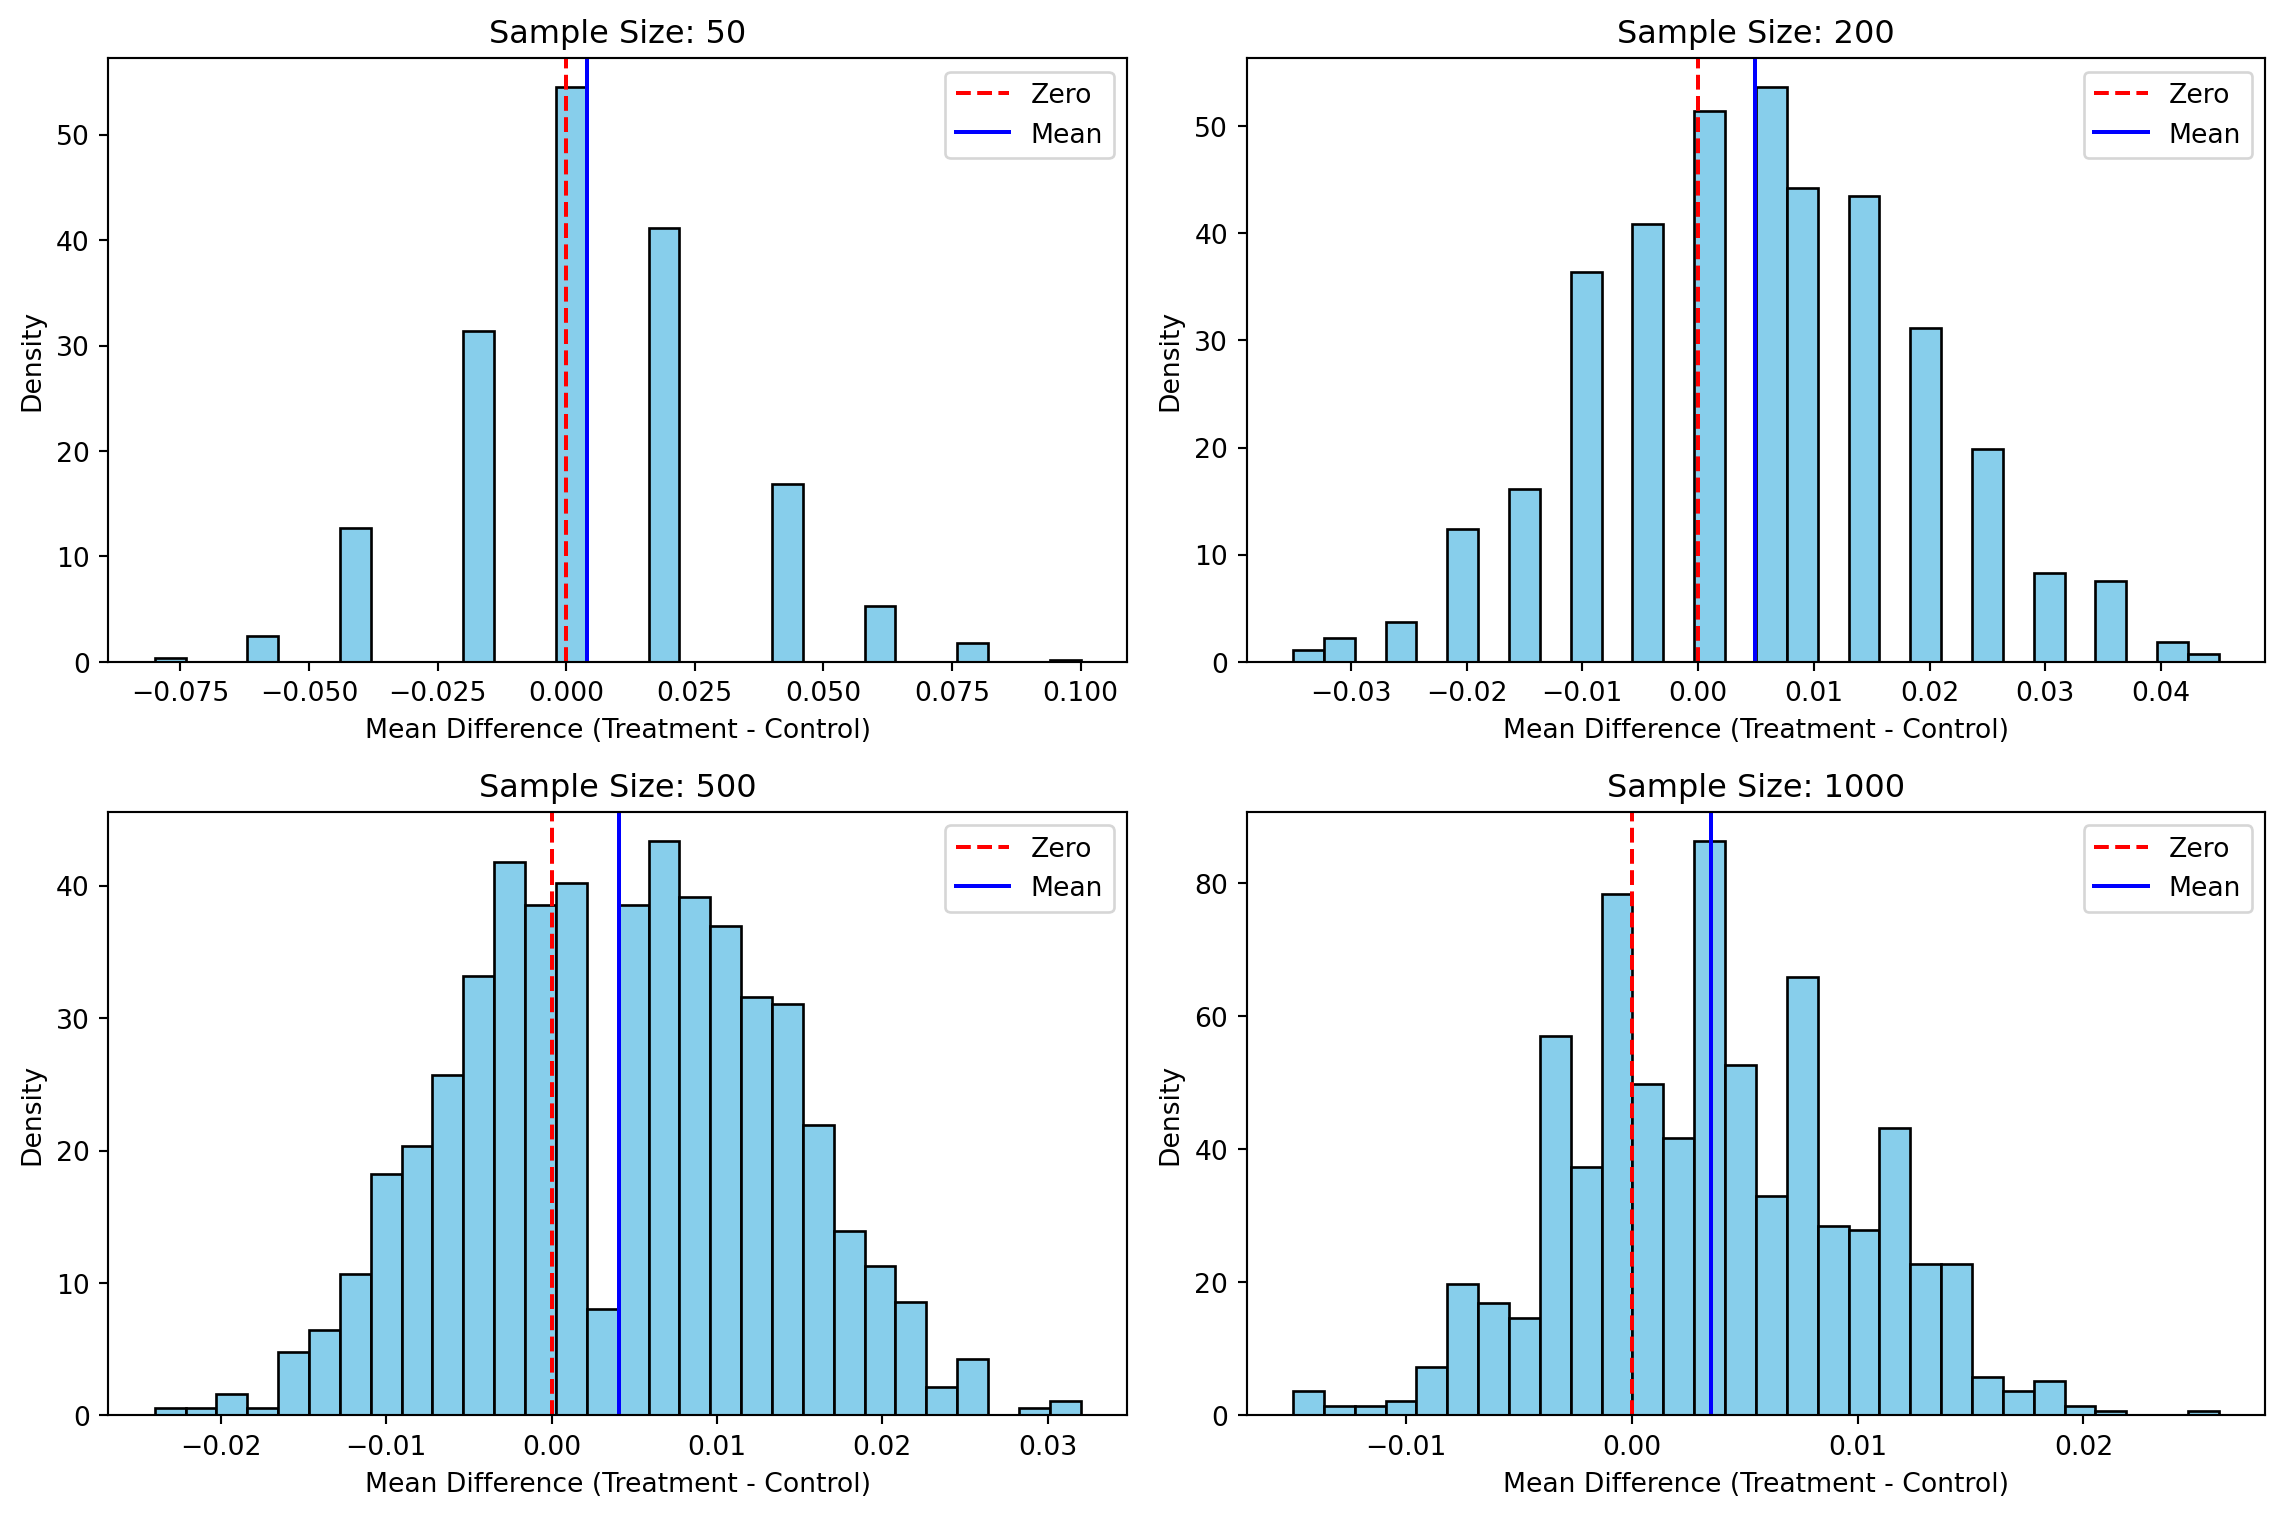 Sample Size: 50
Zero
Mean
Density
50
40
30
20
10
0
−0.075 −0.050 −0.025 0.000 0.025 0.050 0.075 0.100
Mean Difference (Treatment - Control)
Sample Size: 200
Zero
Mean
Density
50
40
30
20
10
0
−0.03 −0.02 −0.01 0.00 0.01 0.02 0.03 0.04
Mean Difference (Treatment - Control)
Sample Size: 500
Zero
Mean
Density
40
30
20
10
0
−0.02 −0.01 0.00 0.01 0.02 0.03
Mean Difference (Treatment - Control)
Sample Size: 1000
Zero
Mean
Density
80
60
40
20
0
−0.01 0.00 0.01 0.02
Mean Difference (Treatment - Control)